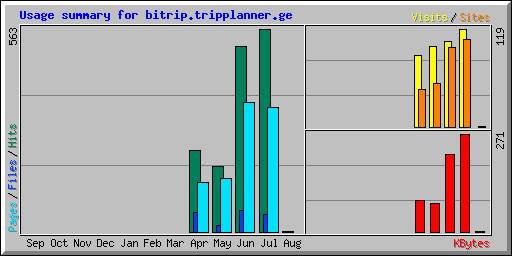 Usage summary for bitrip.tripplanner.ge
Visits/Sites
563
119
271
Pages/Files/Hits
Sep Oct Nov Dec Jan Feb Mar Apr May Jun Jul Aug
KBytes